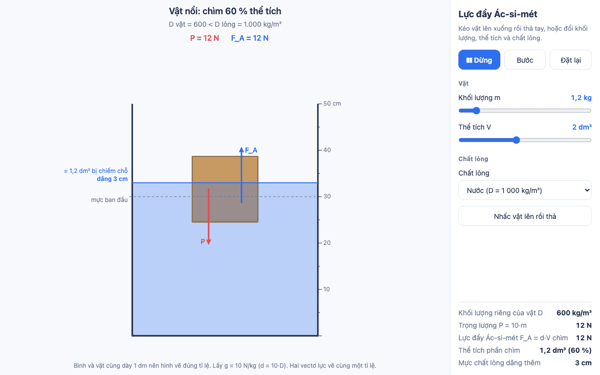 Vật nổi: chìm 60 % thể tích
D vật = 600 < D lỏng = 1.000 kg/m³
P = 12 N F_A = 12 N
50 cm
40
30
20
10
F_A
P
= 1,2 dm³ bị chiếm chỗ
dâng 3 cm
mực ban đầu
Bình và vật cùng dày 1 dm nên hình vẽ đúng tỉ lệ. Lấy g = 10 N/kg (d = 10·D). Hai vectơ lực vẽ cùng một tỉ lệ.
Lực đẩy Ác-si-mét
Kéo vật lên xuống rồi thả tay, hoặc đổi khối
lượng, thể tích và chất lỏng.
Dừng
Bước
Đặt lại
Vật
Khối lượng m 1,2 kg
Thể tích V 2 dm³
Chất lỏng
Chất lỏng
Nước (D = 1 000 kg/m³)
Nhấc vật lên rồi thả
Khối lượng riêng của vật D 600 kg/m³
Trọng lượng P = 10·m 12 N
Lực đẩy Ác-si-mét F_A = d·V chìm 12 N
Thể tích phần chìm 1,2 dm³ (60 %)
Mực chất lỏng dâng thêm 3 cm